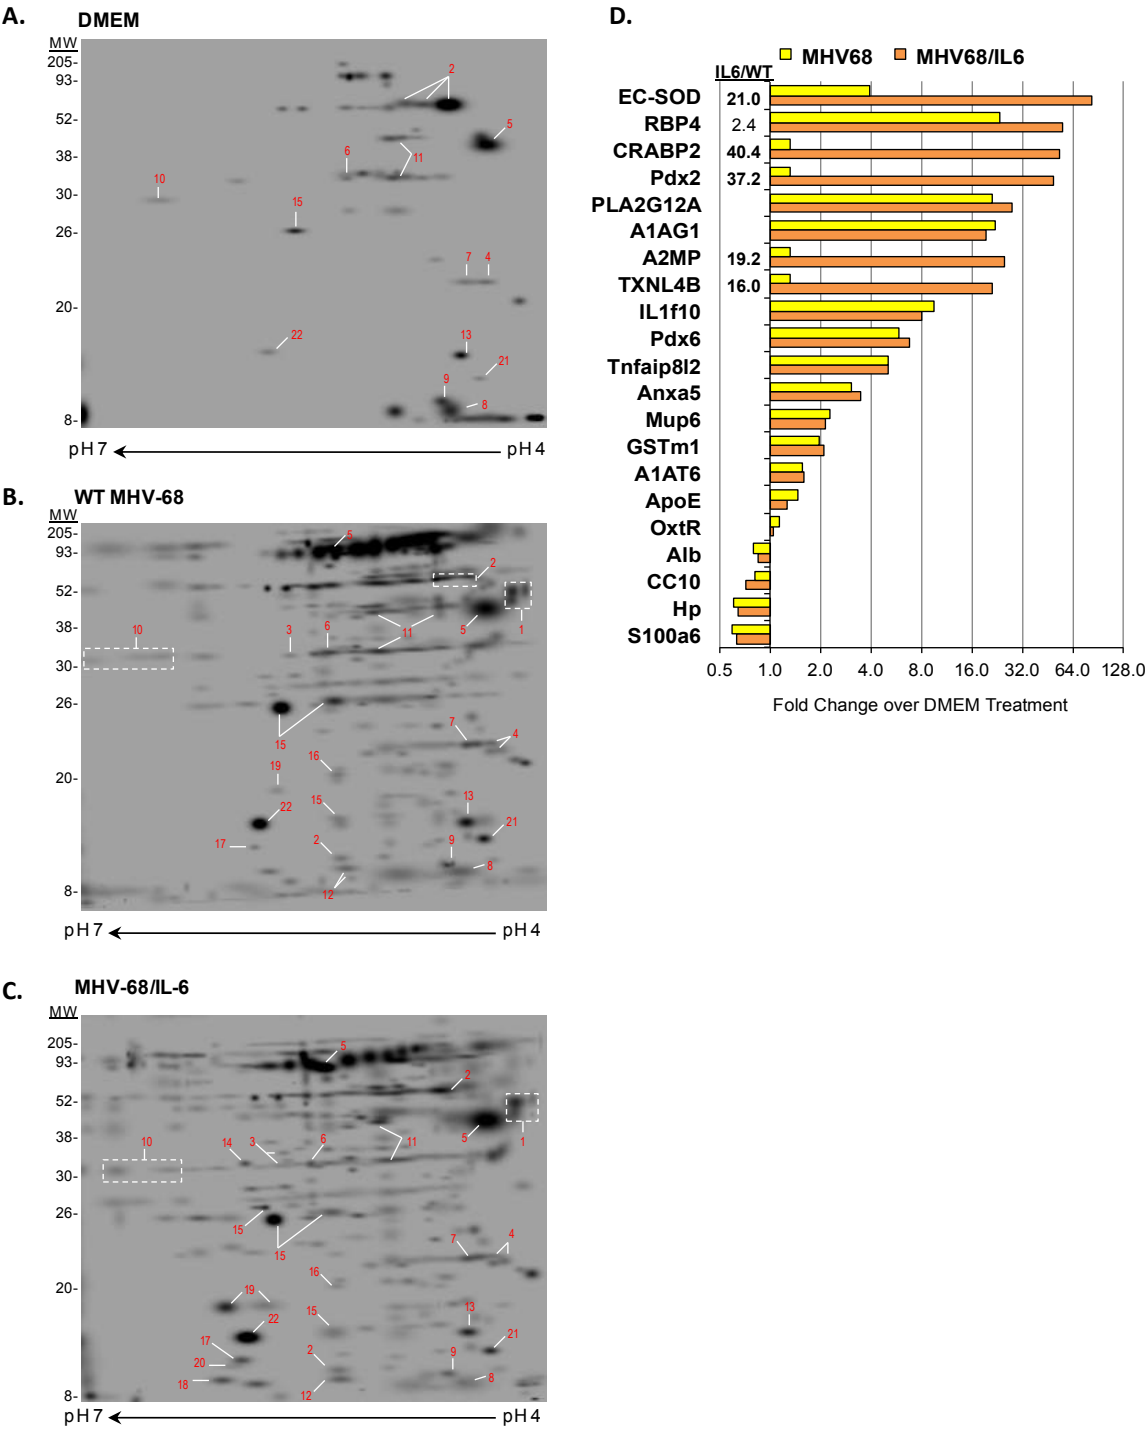 A.
DMEM
MW
205-
93-
52-
38-
30-
26-
20-
8-
2
5
11
6
10
15
7 4
22
13
21
9
8
pH 7
pH 4
B.
WT MHV-68
MW
205-
93-
52-
38-
30-
26-
20-
8-
5
2
1
10
3
6
11
5
15
7
4
16
19
22
15
13
21
17
2
9
8
12
pH 7
pH 4
C.
MHV-68/IL-6
MW
205-
93-
52-
38-
30-
26-
20-
8-
5
2
1
10
14
3
6
11
5
15
15
7
4
16
19
22
15
13
21
17
20
18
2
9
8
12
pH 7
pH 4
D.
MHV68
MHV68/IL6
IL6/WT
EC-SOD 21.0
RBP4 2.4
CRABP2 40.4
Pdx2 37.2
PLA2G12A
A1AG1
A2MP 19.2
TXNL4B 16.0
IL1f10
Pdx6
Tnfaip8l2
Anxa5
Mup6
GSTm1
A1AT6
ApoE
OxtR
Alb
CC10
Hp
S100a6
0.5 1.0 2.0 4.0 8.0 16.0 32.0 64.0 128.0
Fold Change over DMEM Treatment